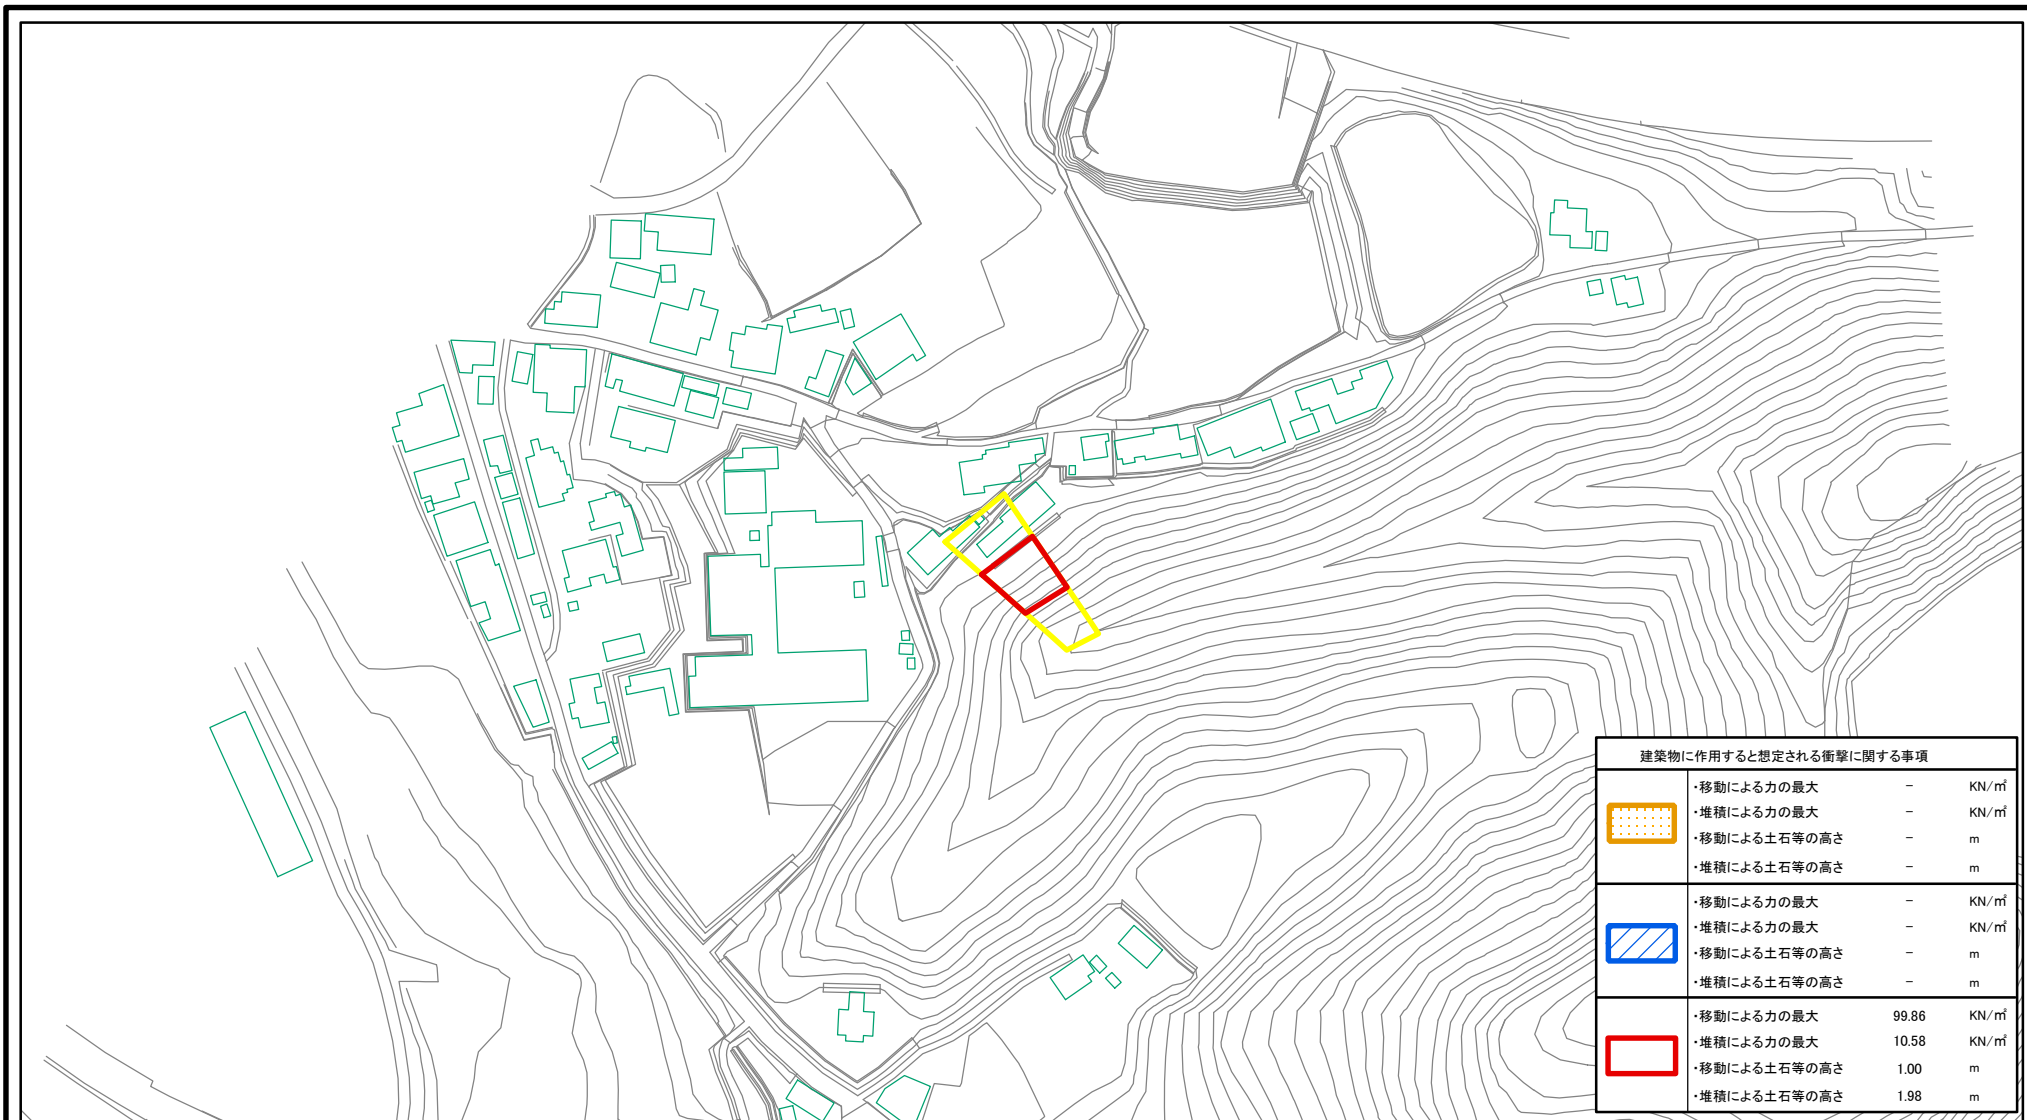 建築物に作用すると想定される衝撃に関する事項
・移動による力の最大 － KN/㎡
・堆積による力の最大 － KN/㎡
・移動による土石等の高さ － m
・堆積による土石等の高さ － m
・移動による力の最大 － KN/㎡
・堆積による力の最大 － KN/㎡
・移動による土石等の高さ － m
・堆積による土石等の高さ － m
・移動による力の最大 99.86 KN/㎡
・堆積による力の最大 10.58 KN/㎡
・移動による土石等の高さ 1.00 m
・堆積による土石等の高さ 1.98 m